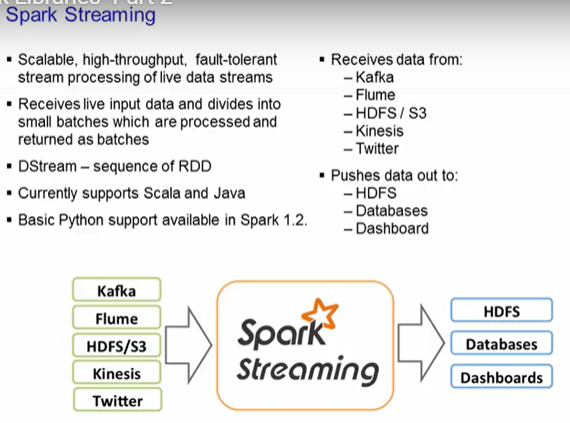 Libraries Part 2
Spark Streaming
▪ Scalable, high-throughput, fault-tolerant
stream processing of live data streams
▪ Receives live input data and divides into
small batches which are processed and
returned as batches
▪ DStream – sequence of RDD
▪ Currently supports Scala and Java
▪ Basic Python support available in Spark 1.2.
▪ Receives data from:
– Kafka
– Flume
– HDFS / S3
– Kinesis
– Twitter
▪ Pushes data out to:
– HDFS
– Databases
– Dashboard
Kafka
Flume
HDFS/S3
Kinesis
Twitter
Spark
Streaming
HDFS
Databases
Dashboards